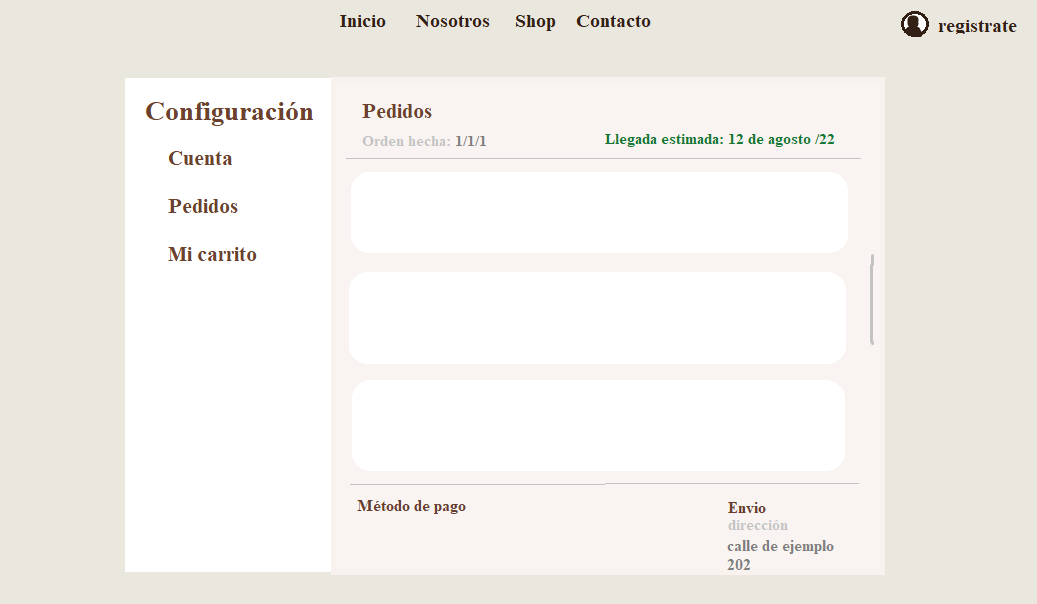 Inicio Nosotros Shop Contacto
registrate
Configuración
Cuenta
Pedidos
Mi carrito
Pedidos
Orden hecha: 1/1/1
Llegada estimada: 12 de agosto /22
Método de pago
Envio
dirección
calle de ejemplo
202